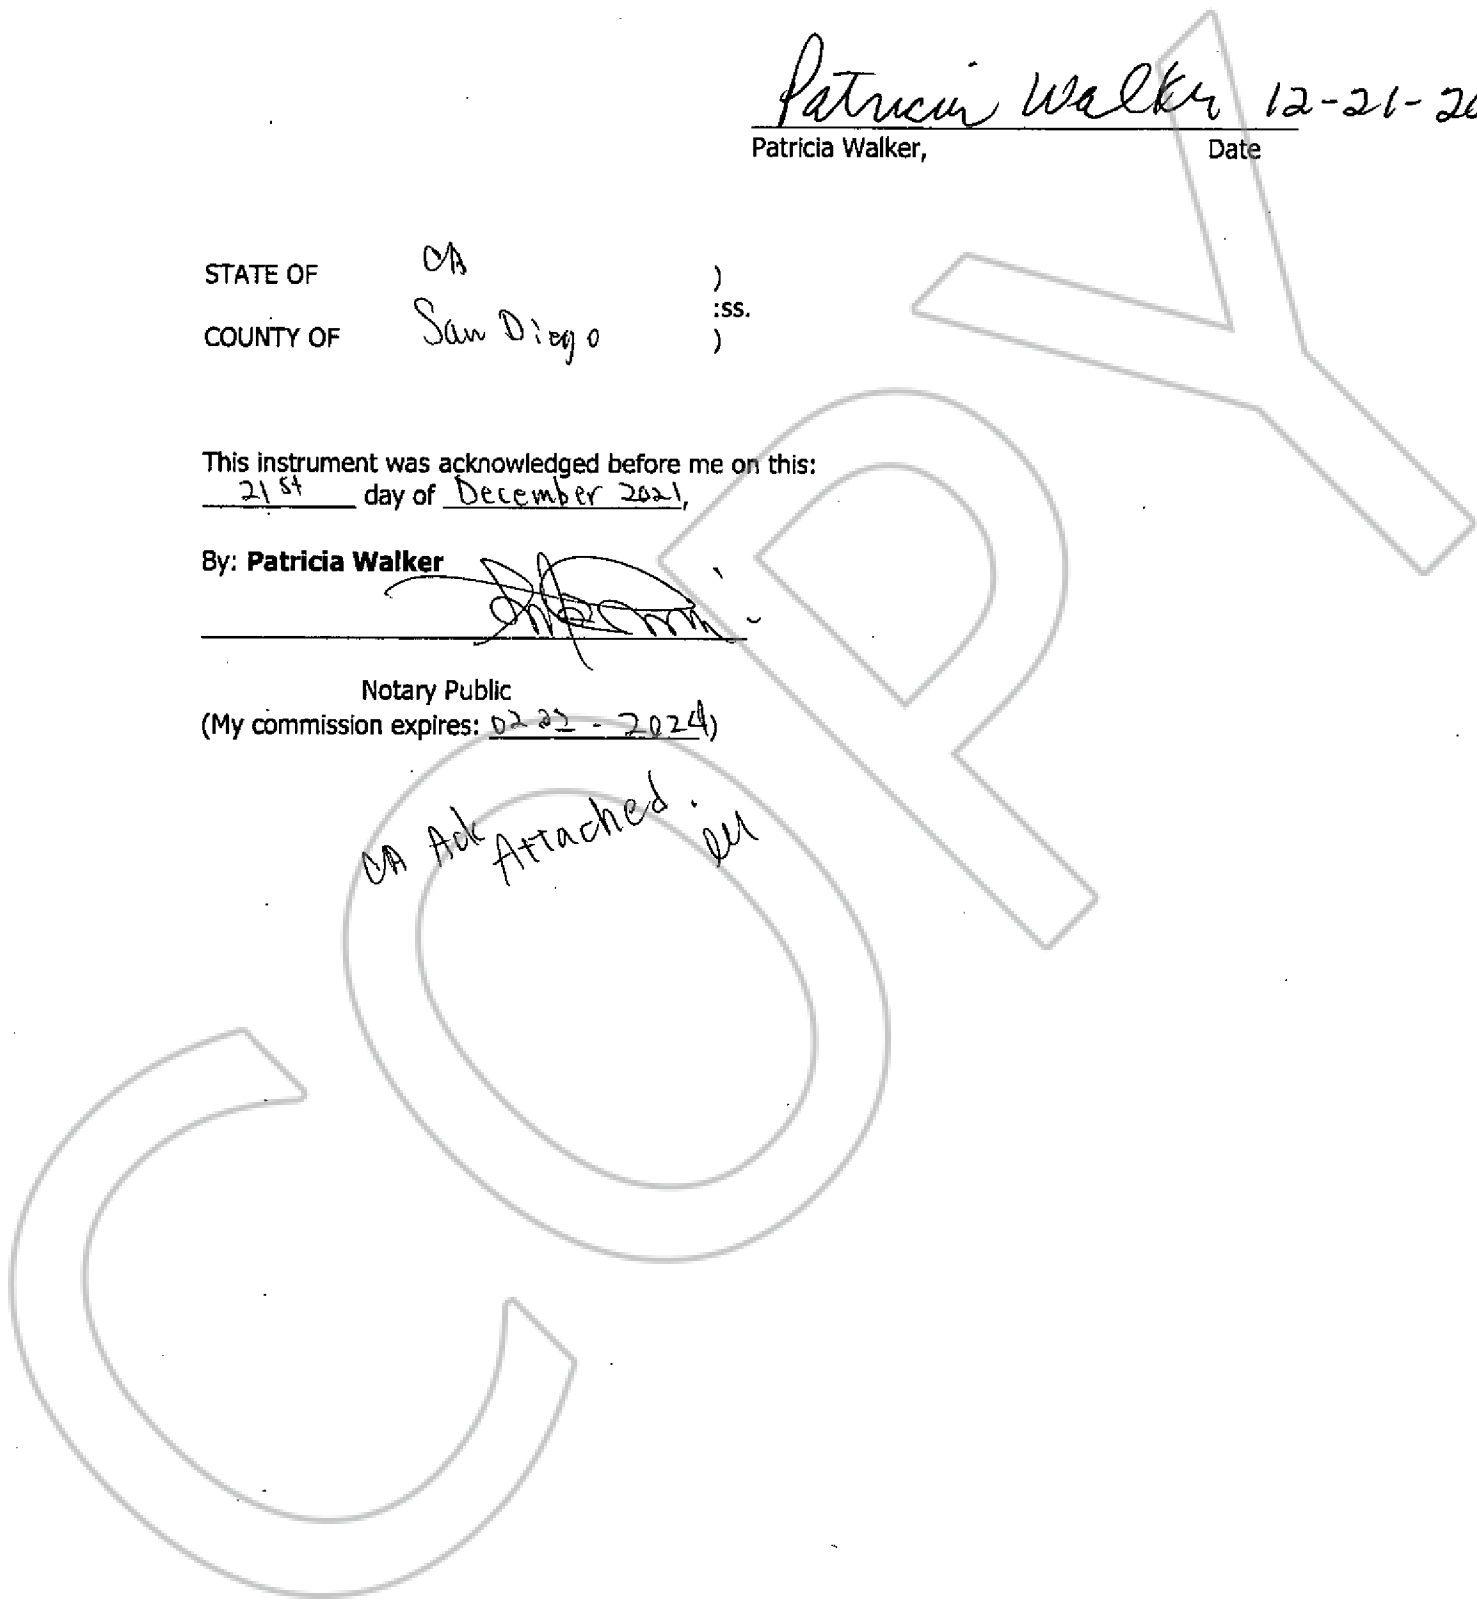 Patricia Walker 12-21-20
Patricia Walker, Date
STATE OF CA )
:ss.
COUNTY OF San Diego )
This instrument was acknowledged before me on this:
21st day of December 2021,
By: Patricia Walker
Notary Public
(My commission expires: 02-22-2024)
CA Ack Attached.
COPY